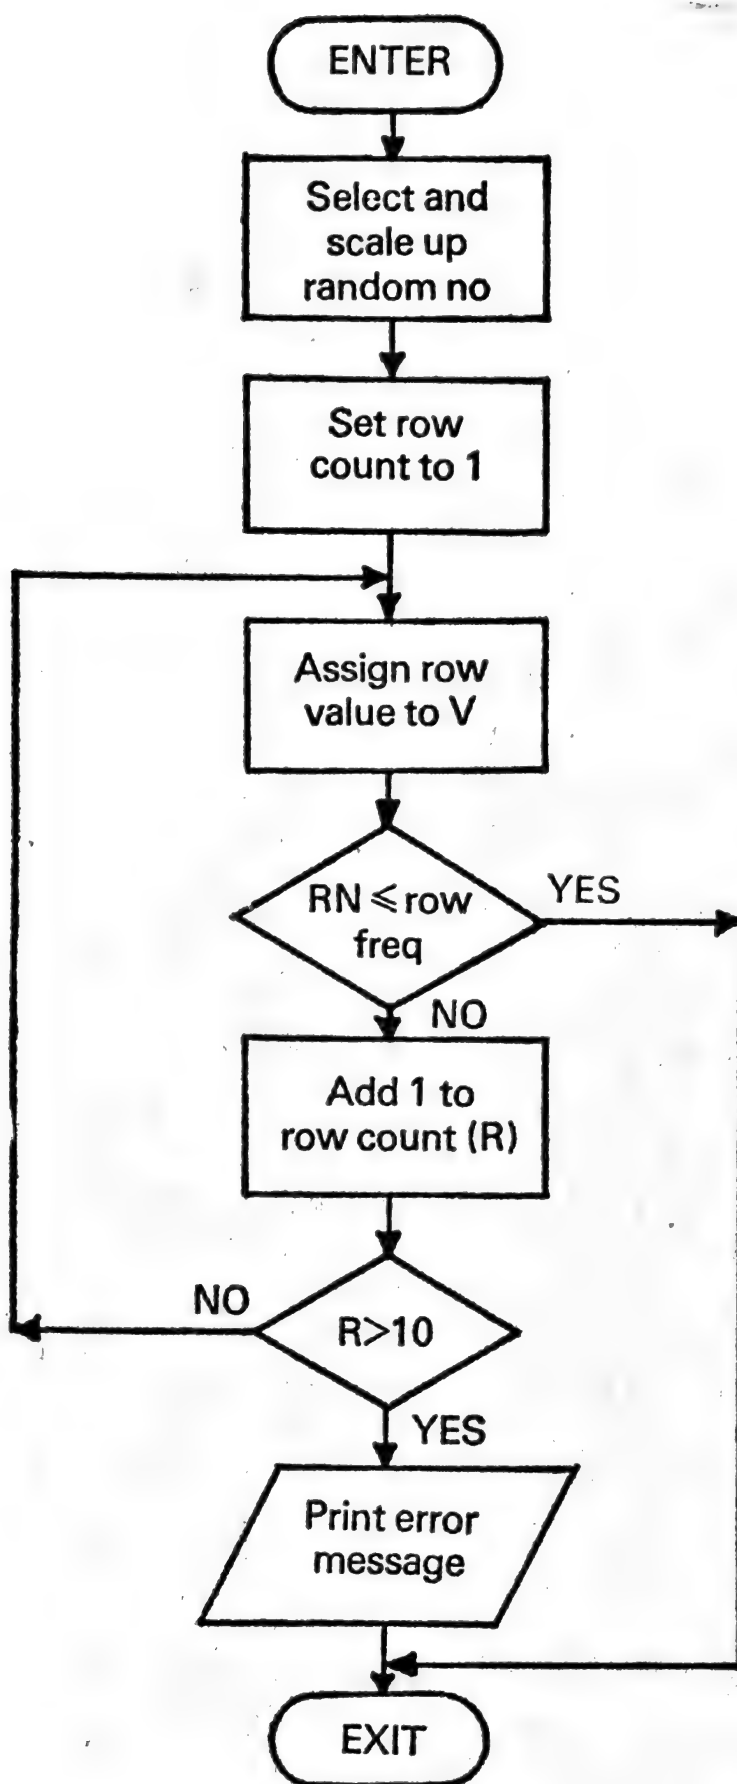 ENTER
Select and
scale up
random no
Set row
count to 1
Assign row
value to V
RN ⩽ row
freq
YES
NO
Add 1 to
row count (R)
R>10
NO
YES
Print error
message
EXIT